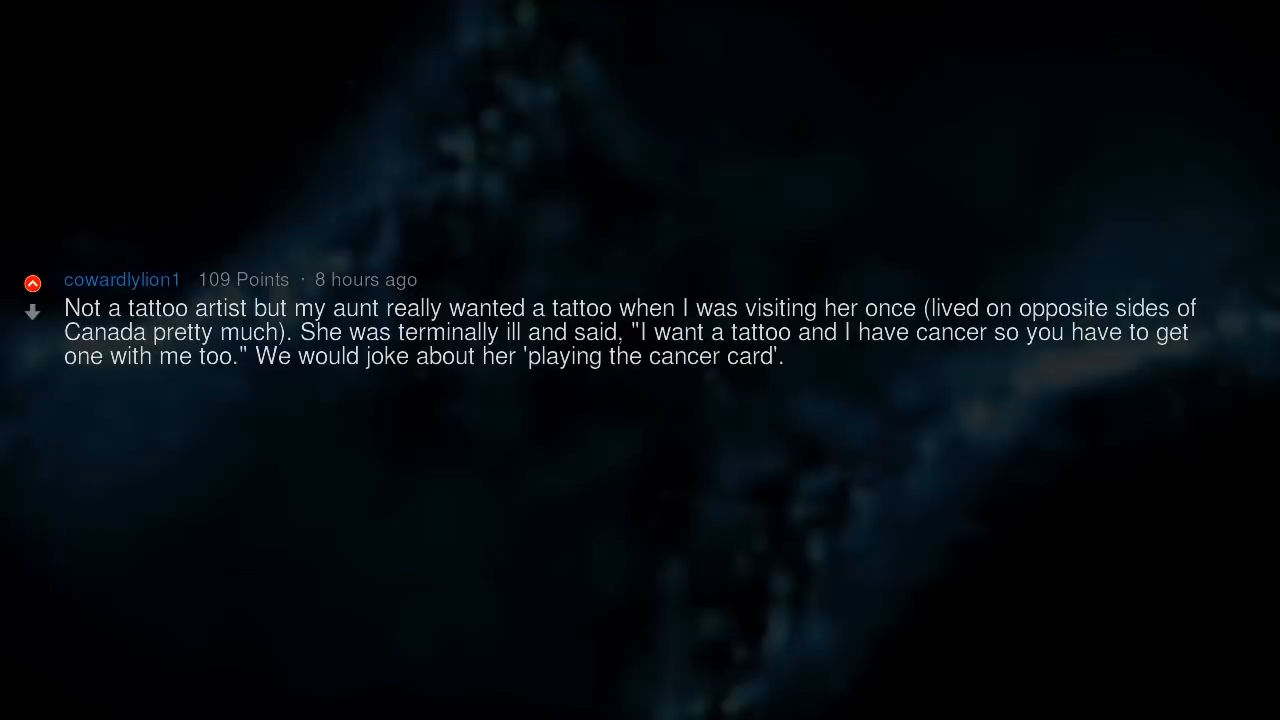 cowardlylion1 109 Points · 8 hours ago
Not a tattoo artist but my aunt really wanted a tattoo when I was visiting her once (lived on opposite sides of
Canada pretty much). She was terminally ill and said, "I want a tattoo and I have cancer so you have to get
one with me too." We would joke about her 'playing the cancer card'.